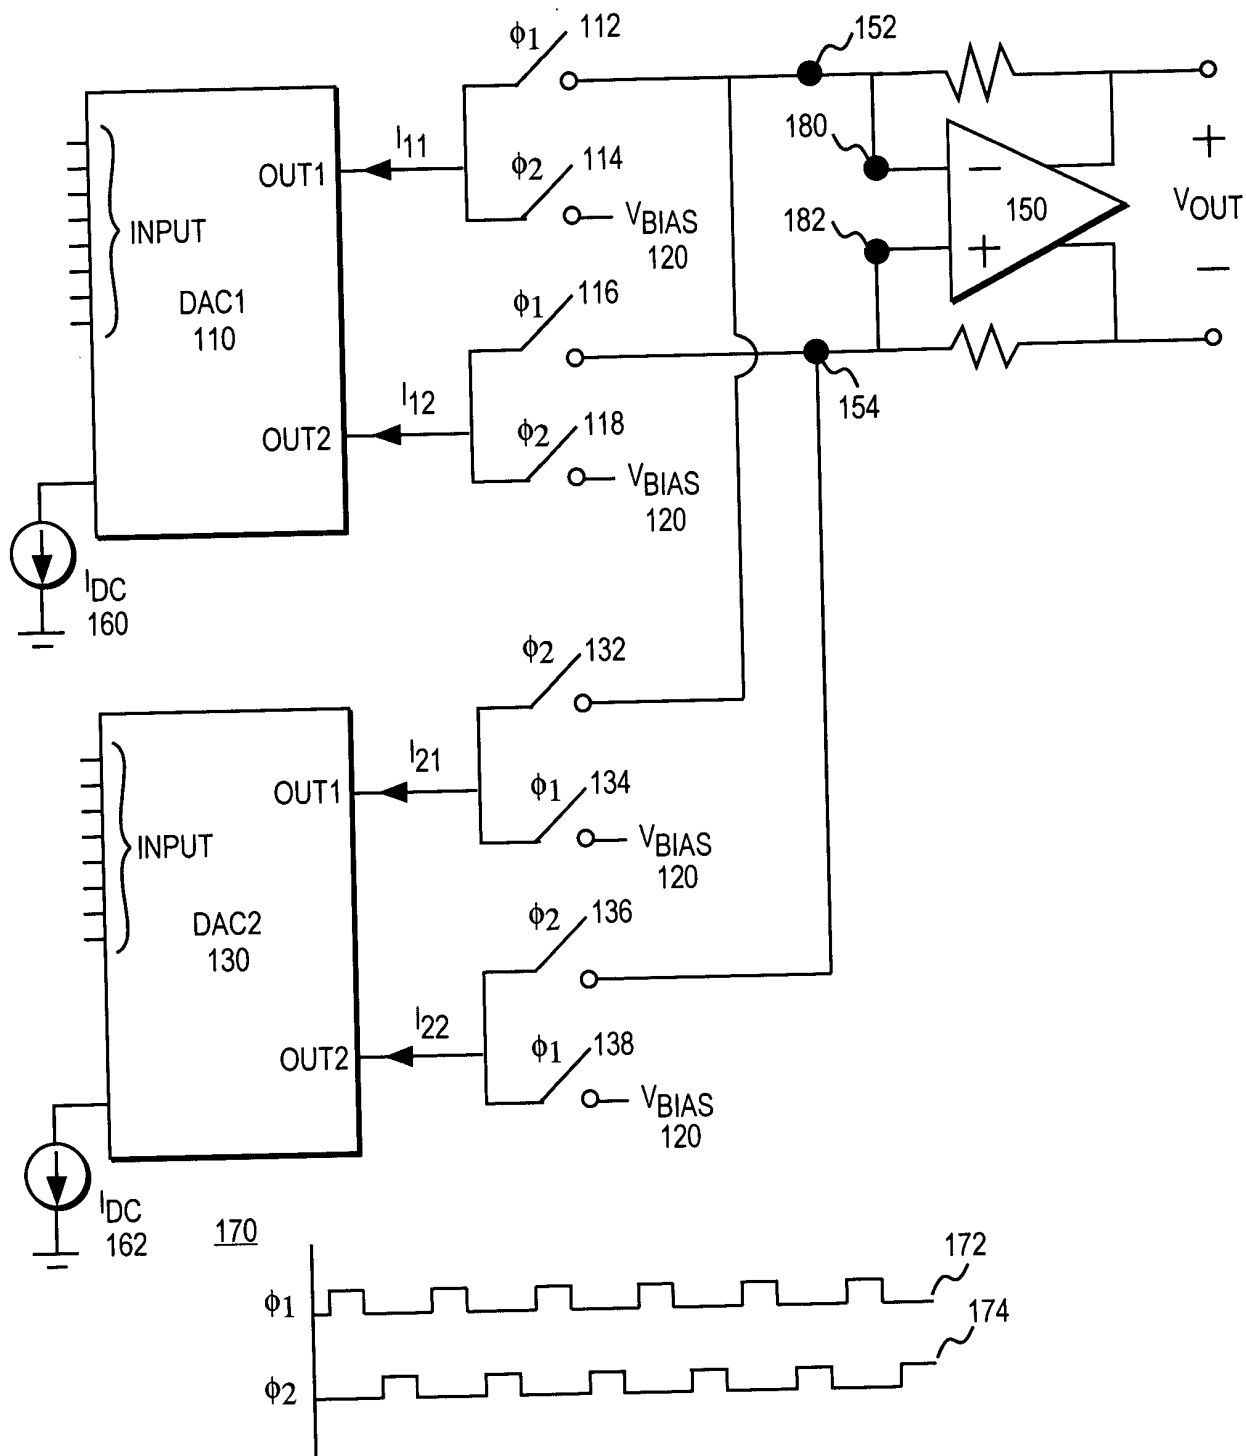 ϕ1 112
152
OUT1
I11
ϕ2 114
VBIAS
120
180
−
150
+
VOUT
−
182
+
INPUT
DAC1
110
ϕ1 116
154
OUT2
I12
ϕ2 118
VBIAS
120
IDC
160
ϕ2 132
OUT1
I21
ϕ1 134
VBIAS
120
INPUT
DAC2
130
ϕ2 136
OUT2
I22
ϕ1 138
VBIAS
120
IDC
162
170
ϕ1
172
ϕ2
174